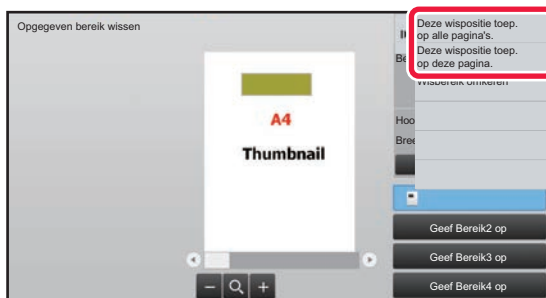 Opgegeven bereik wissen
Deze wispositie toep.
op alle pagina's.
Deze wispositie toep.
op deze pagina.
Wisbereik omkeren
A4
Thumbnail
Geef Bereik2 op
Geef Bereik3 op
Geef Bereik4 op